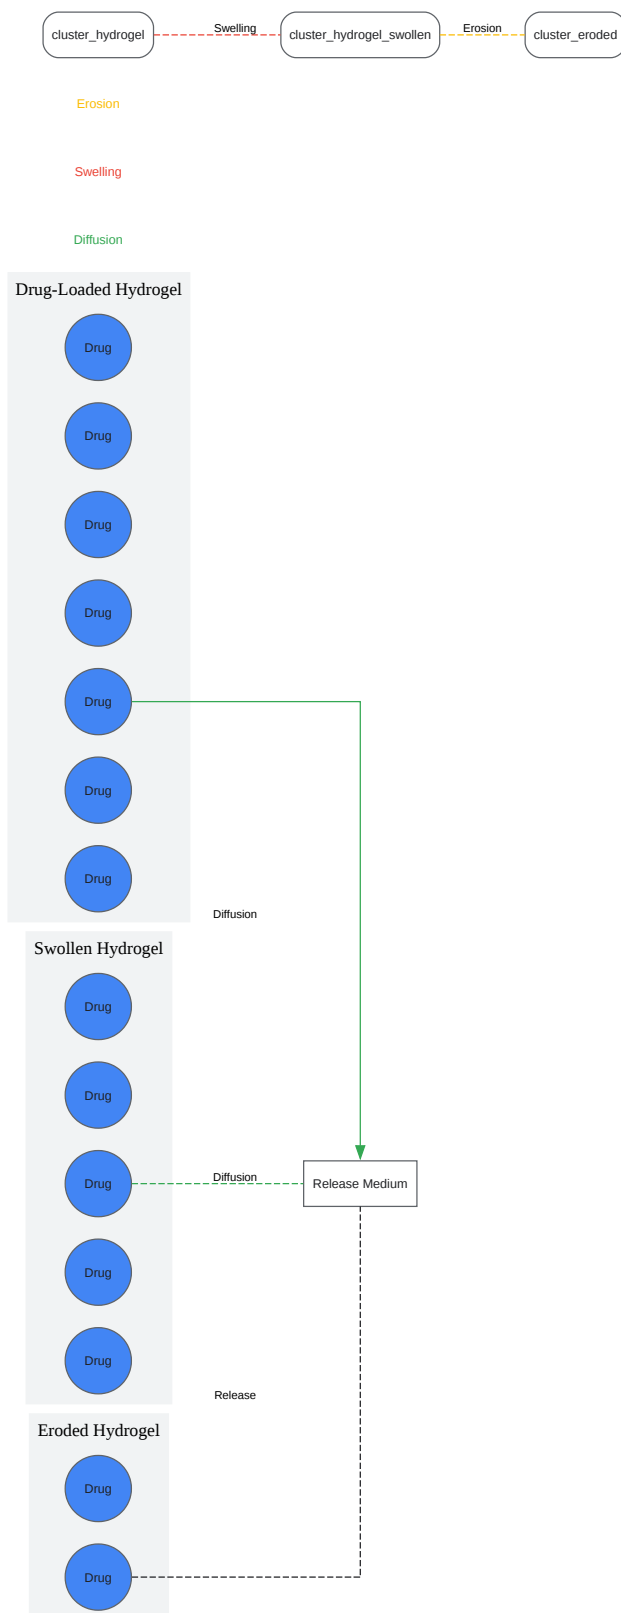 cluster_hydrogel
Swelling
cluster_hydrogel_swollen
Erosion
cluster_eroded
Erosion
Swelling
Diffusion
Drug-Loaded Hydrogel
Drug
Drug
Drug
Drug
Drug
Drug
Drug
Diffusion
Swollen Hydrogel
Drug
Drug
Drug
Diffusion
Release Medium
Drug
Drug
Release
Eroded Hydrogel
Drug
Drug